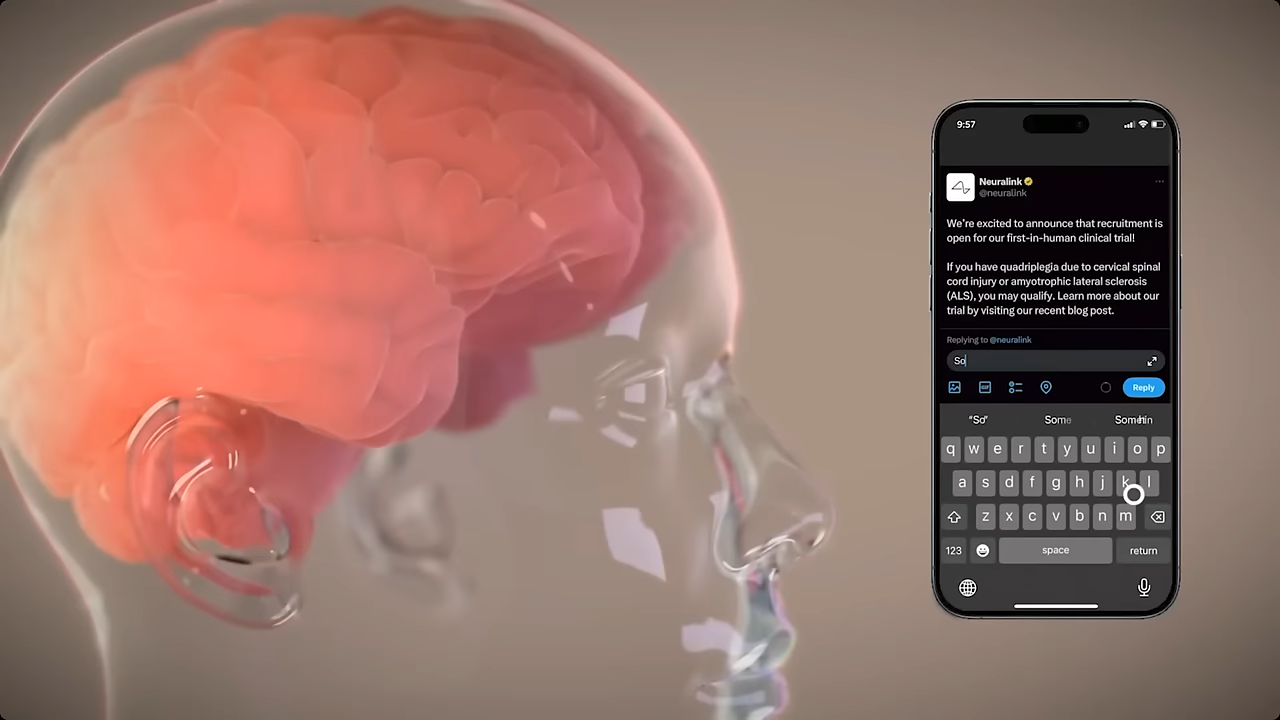 9:57
Neuralink
@neuralink
We're excited to announce that recruitment is
open for our first-in-human clinical trial!
If you have quadriplegia due to cervical spinal
cord injury or amyotrophic lateral sclerosis
(ALS), you may qualify. Learn more about our
trial by visiting our recent blog post.
Replying to @neuralink
So
GIF
Reply
"So" Some
q w e r t y u i o p
a s d f g h j k l
z x c v b n m
123 space return